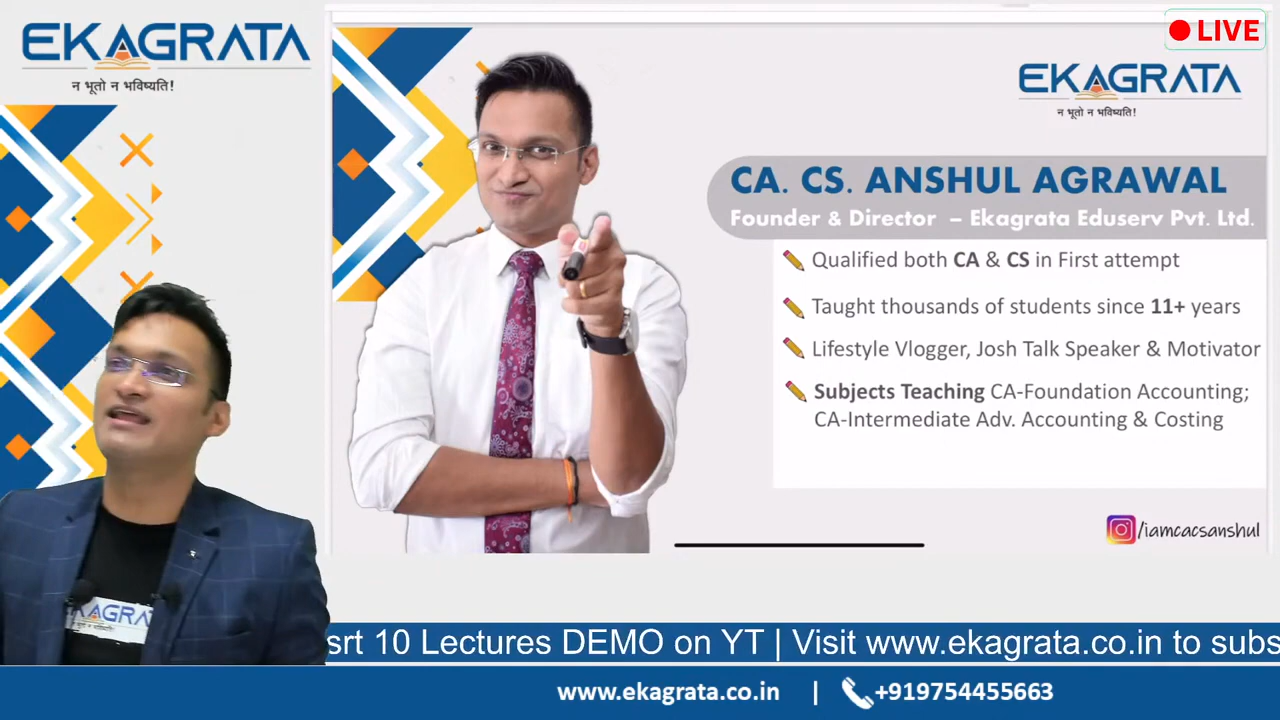 EKAGRATA
न भूतो न भविष्यति!
LIVE
EKAGRATA
न भूतो न भविष्यति!
CA. CS. ANSHUL AGRAWAL
Founder & Director – Ekagrata Eduserv Pvt. Ltd.
Qualified both CA & CS in First attempt
Taught thousands of students since 11+ years
Lifestyle Vlogger, Josh Talk Speaker & Motivator
Subjects Teaching CA-Foundation Accounting;
CA-Intermediate Adv. Accounting & Costing
/iamcacsanshul
KAGRAT
srt 10 Lectures DEMO on YT | Visit www.ekagrata.co.in to subs
www.ekagrata.co.in | +919754455663